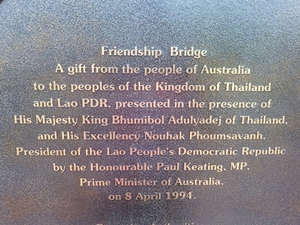 Friendship Bridge
A gift from the people of Australia
to the peoples of the Kingdom of Thailand
and Lao PDR, presented in the presence of
His Majesty King Bhumibol Adulyadej of Thailand,
and His Excellency Nouhak Phoumsavanh,
President of the Lao People's Democratic Republic
by the Honourable Paul Keating, MP,
Prime Minister of Australia,
on 8 April 1994.